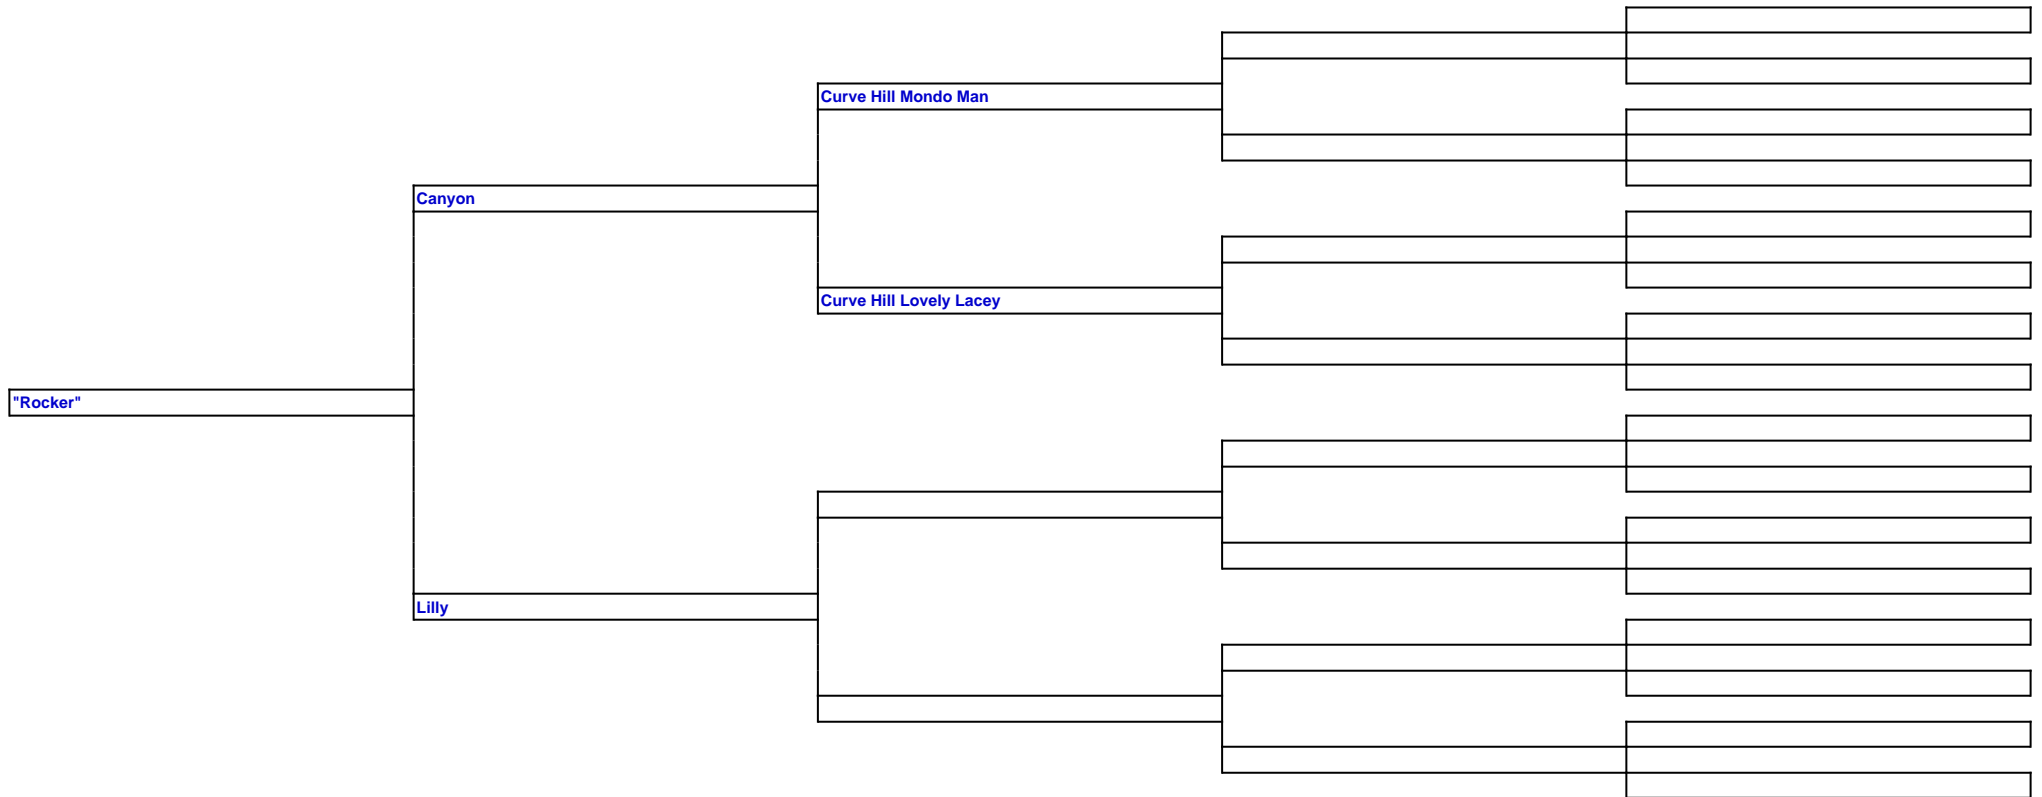 Curve Hill Mondo Man
Canyon
Curve Hill Lovely Lacey
"Rocker"
Lilly